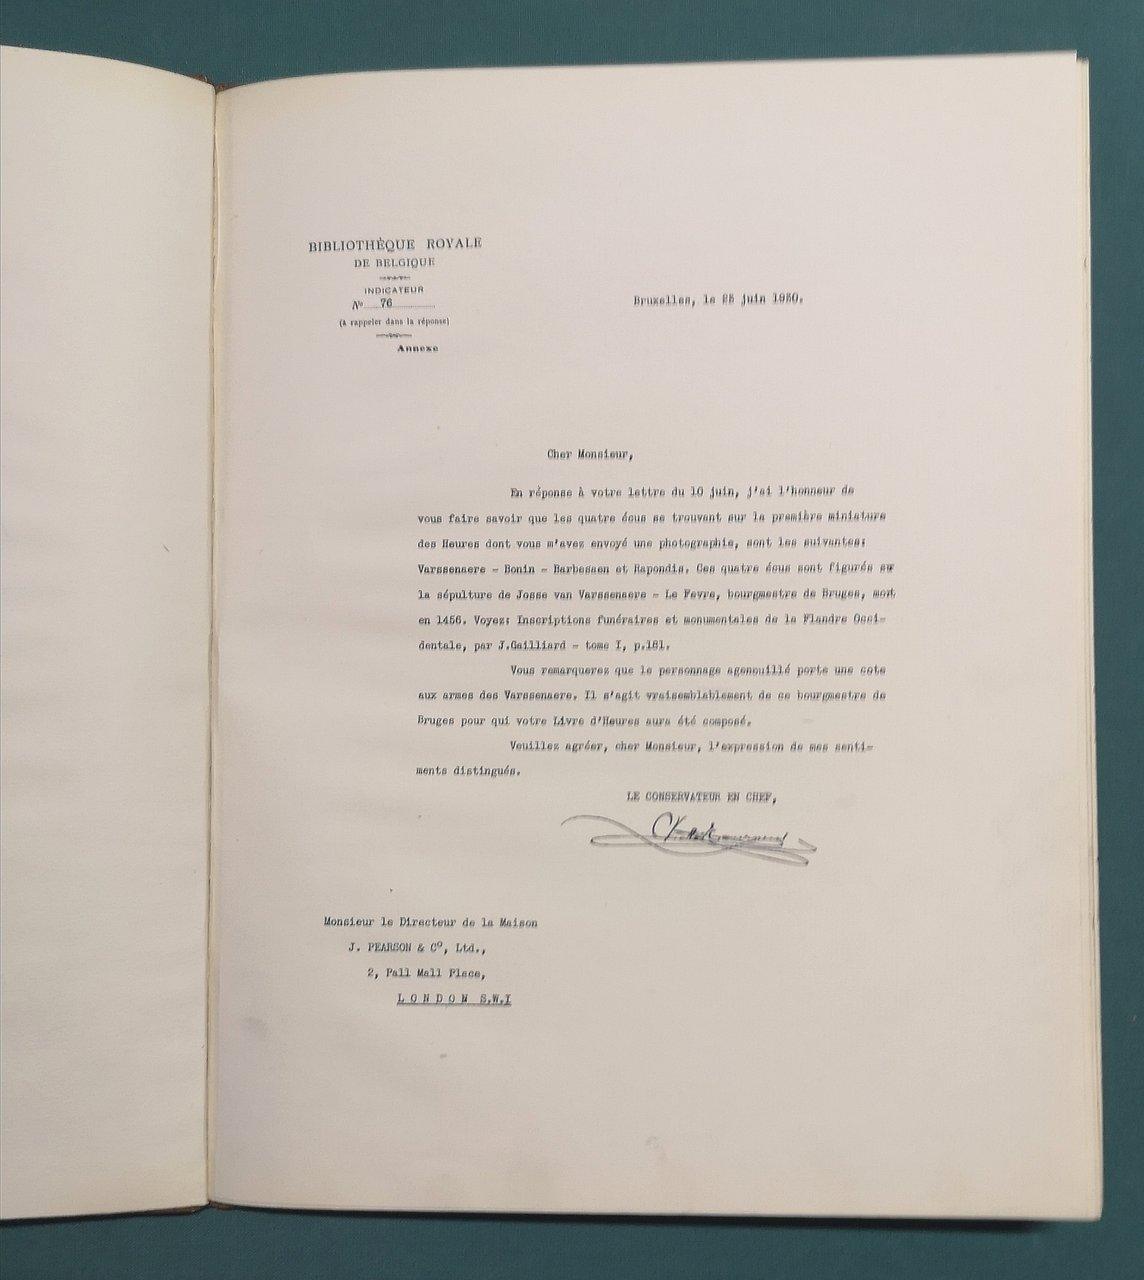 BIBLIOTHÈQUE ROYALE
DE BELGIQUE
INDICATEUR
No 76
(à rappeler dans la réponse)
Annexe
Bruxelles, le 25 juin 1930.
Cher Monsieur,
En réponse à votre lettre du 10 juin, j'ai l'honneur de
vous faire savoir que les quatre écus se trouvant sur la première miniature
des Heures dont vous m'avez envoyé une photographie, sont les suivantes:
Varssenaere - Bonin - Barbesaen et Rapondis. Ces quatre écus sont figurés sur
la sépulture de Josse van Varssenaere - Le Fevre, bourgmestre de Bruges, mort
en 1456. Voyez: Inscriptions funéraires et monumentales de la Flandre Occi-
dentale, par J.Gailliard - tome I, p.181.
Vous remarquerez que le personnage agenouillé porte une cote
aux armes des Varssenaere. Il s'agit vraisemblablement de ce bourgmestre de
Bruges pour qui votre Livre d'Heures aura été composé.
Veuillez agréer, cher Monsieur, l'expression de mes senti-
ments distingués.
LE CONSERVATEUR EN CHEF,
Monsieur le Directeur de la Maison
J. PEARSON & Co, Ltd.,
2, Pall Mall Place,
LONDON S.W.I